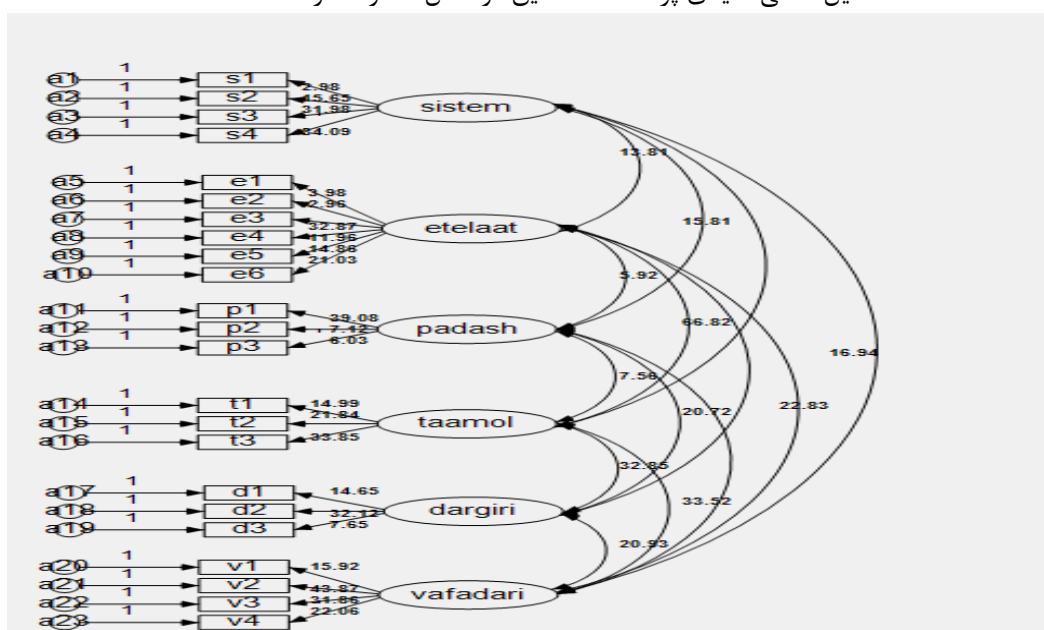 1
a1 s1 2.98
1
a2 s2 15.65 sistem
1
a3 s3 31.98
1
a4 s4 34.09
13.81
1
a5 e1 3.98
1
a6 e2 2.96
1
a7 e3 32.87 etelaat 15.81
1
a8 e4 11.96
1
a9 e5 14.86
1
a10 e6 21.03
5.92
1
a11 p1 39.08
1
a12 p2 7.12 padash 66.82
1
a13 p3 6.03
16.94
7.56
1
a14 t1 14.99 20.72 22.83
1
a15 t2 21.84 taamol
1
a16 t3 33.85
32.85
1
a17 d1 14.65
33.52
1
a18 d2 32.12 dargiri
1
a19 d3 7.65
20.93
1
a20 v1 15.92
1
a21 v2 43.87
1
a22 v3 31.86 vafadari
1
a23 v4 22.06